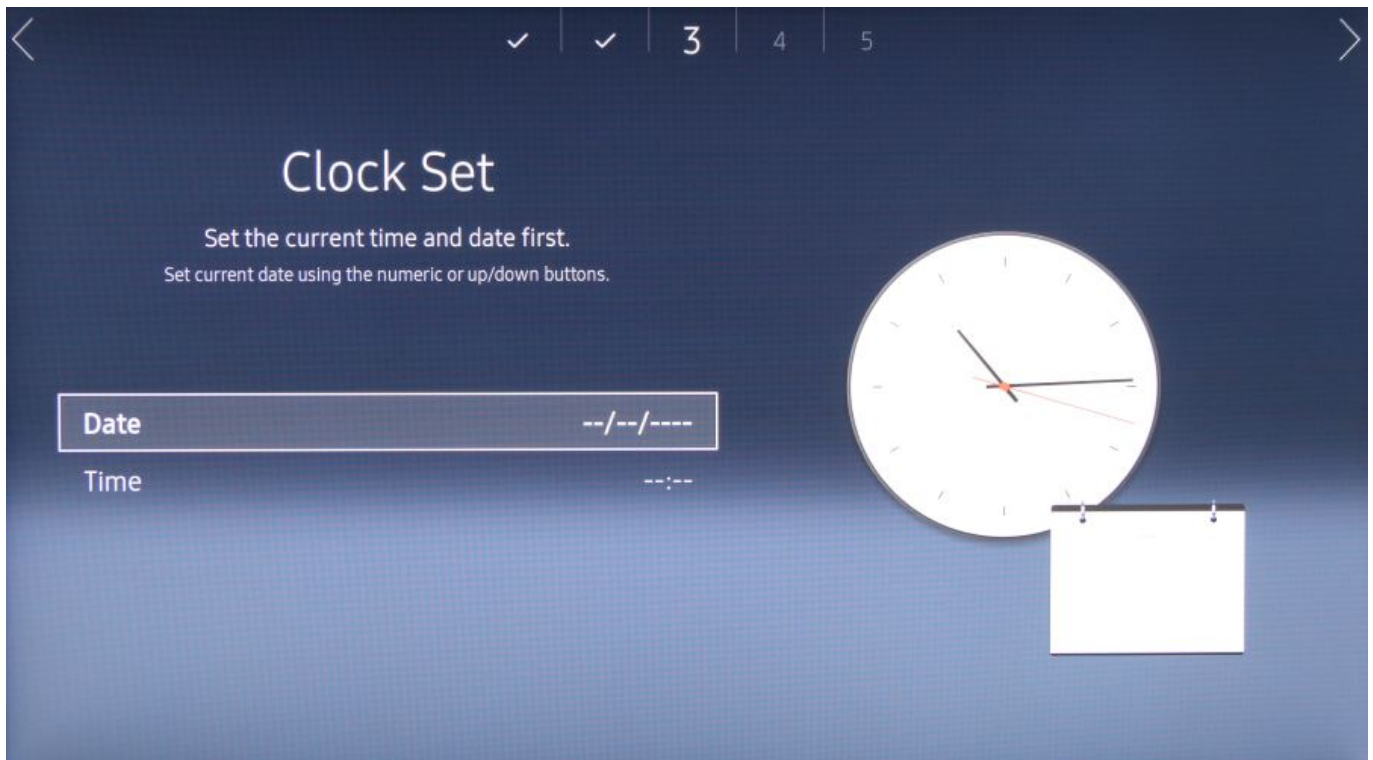 3 4 5
Clock Set
Set the current time and date first.
Set current date using the numeric or up/down buttons.
Date --/--/----
Time --:--